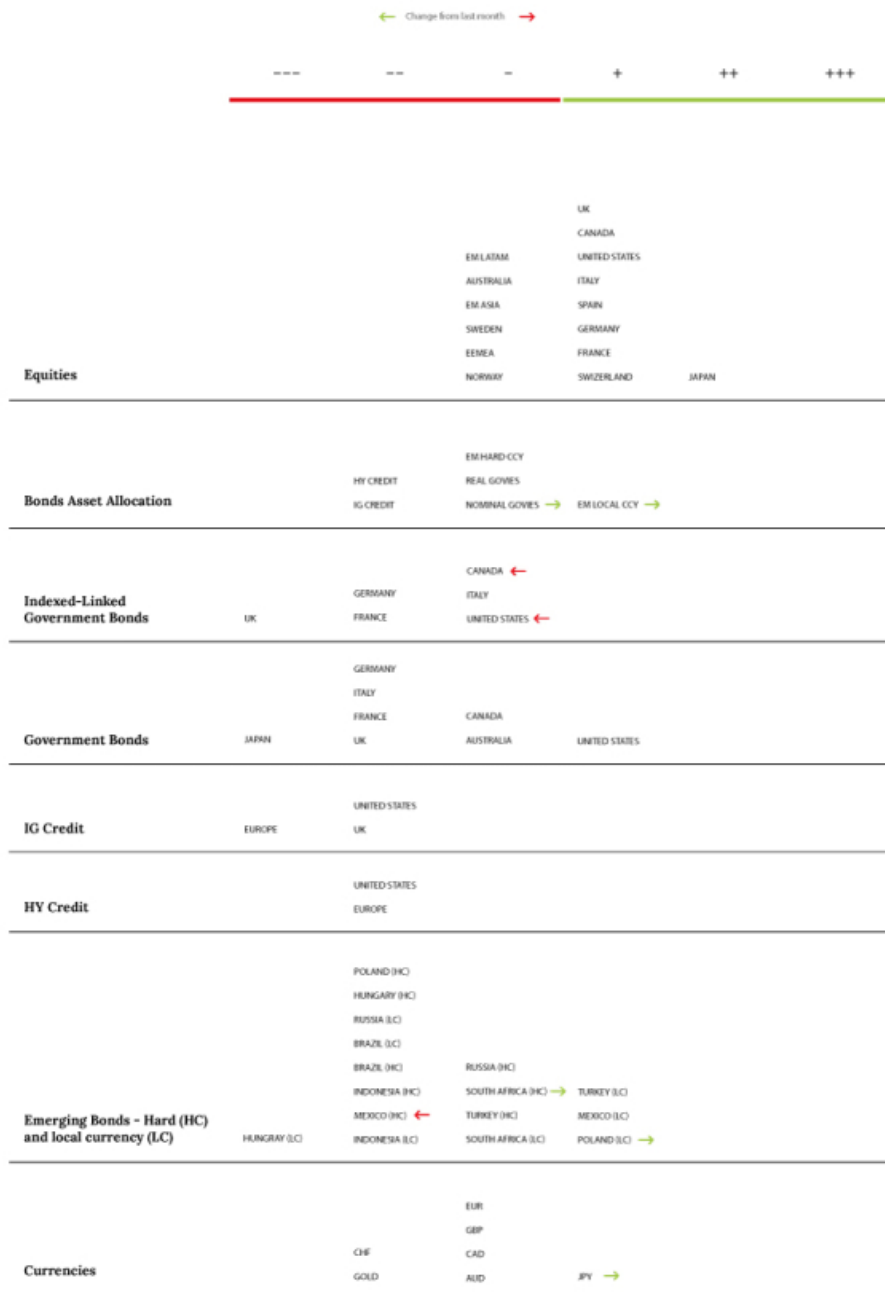 Change from last month
--- -- - + ++ +++
UK
CANADA
EM LATAM UNITED STATES
AUSTRALIA ITALY
EM ASIA SPAIN
SWEDEN GERMANY
EEMEA FRANCE
Equities NORWAY SWIZERLAND JAPAN
EM HARD CCY
HY CREDIT REAL GOVIES
Bonds Asset Allocation IG CREDIT NOMINAL GOVIES EM LOCAL CCY
CANADA
Indexed-Linked GERMANY ITALY
Government Bonds UK FRANCE UNITED STATES
GERMANY
ITALY
FRANCE CANADA
Government Bonds JAPAN UK AUSTRALIA UNITED STATES
UNITED STATES
IG Credit EUROPE UK
UNITED STATES
HY Credit EUROPE
POLAND (HC)
HUNGARY (HC)
RUSSIA (LC)
BRAZIL (LC)
BRAZIL (HC) RUSSIA (HC)
INDONESIA (HC) SOUTH AFRICA (HC) TURKEY (LC)
Emerging Bonds - Hard (HC) MEXICO (HC) TURKEY (HC) MEXICO (LC)
and local currency (LC) HUNGRAY (LC) INDONESIA (LC) SOUTH AFRICA (LC) POLAND (LC)
EUR
GBP
CHF CAD
Currencies GOLD AUD JPY